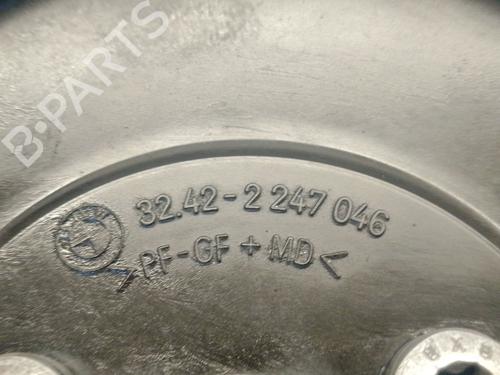 B-PARTS
32.42-2 247 046
>PF-GF + MD<